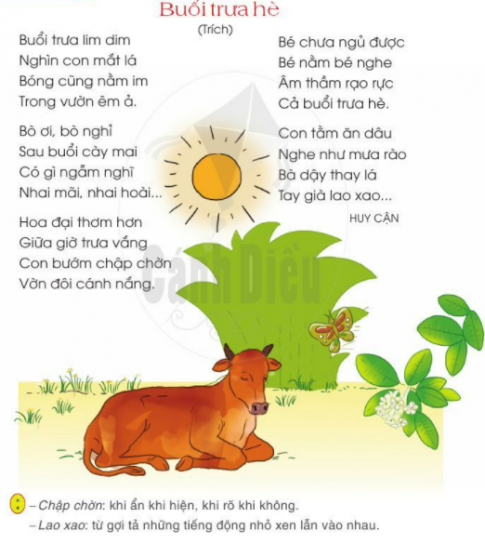 Buổi trưa hè
(Trích)
Buổi trưa lim dim
Nghìn con mắt lá
Bóng cũng nằm im
Trong vườn êm ả.
Bò ơi, bò nghỉ
Sau buổi cày mai
Có gì ngẫm nghĩ
Nhai mãi, nhai hoài...
Hoa đại thơm hơn
Giữa giờ trưa vắng
Con bướm chập chờn
Vờn đôi cánh nắng.
Bé chưa ngủ được
Bé nằm bé nghe
Âm thầm rạo rực
Cả buổi trưa hè.
Con tằm ăn dâu
Nghe như mưa rào
Bà dậy thay lá
Tay già lao xao...
HUY CẬN
Cánh Diều
– Chập chờn: khi ẩn khi hiện, khi rõ khi không.
– Lao xao: từ gợi tả những tiếng động nhỏ xen lẫn vào nhau.